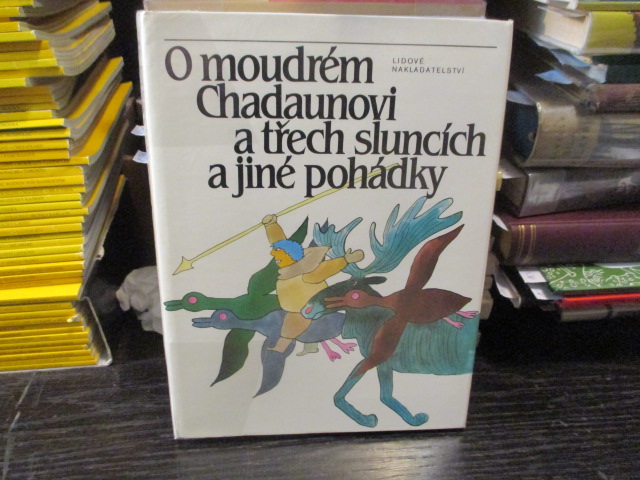 O moudrém
Chadaunovi
a třech sluncích
a jiné pohádky
LIDOVÉ
NAKLADATELSTVÍ